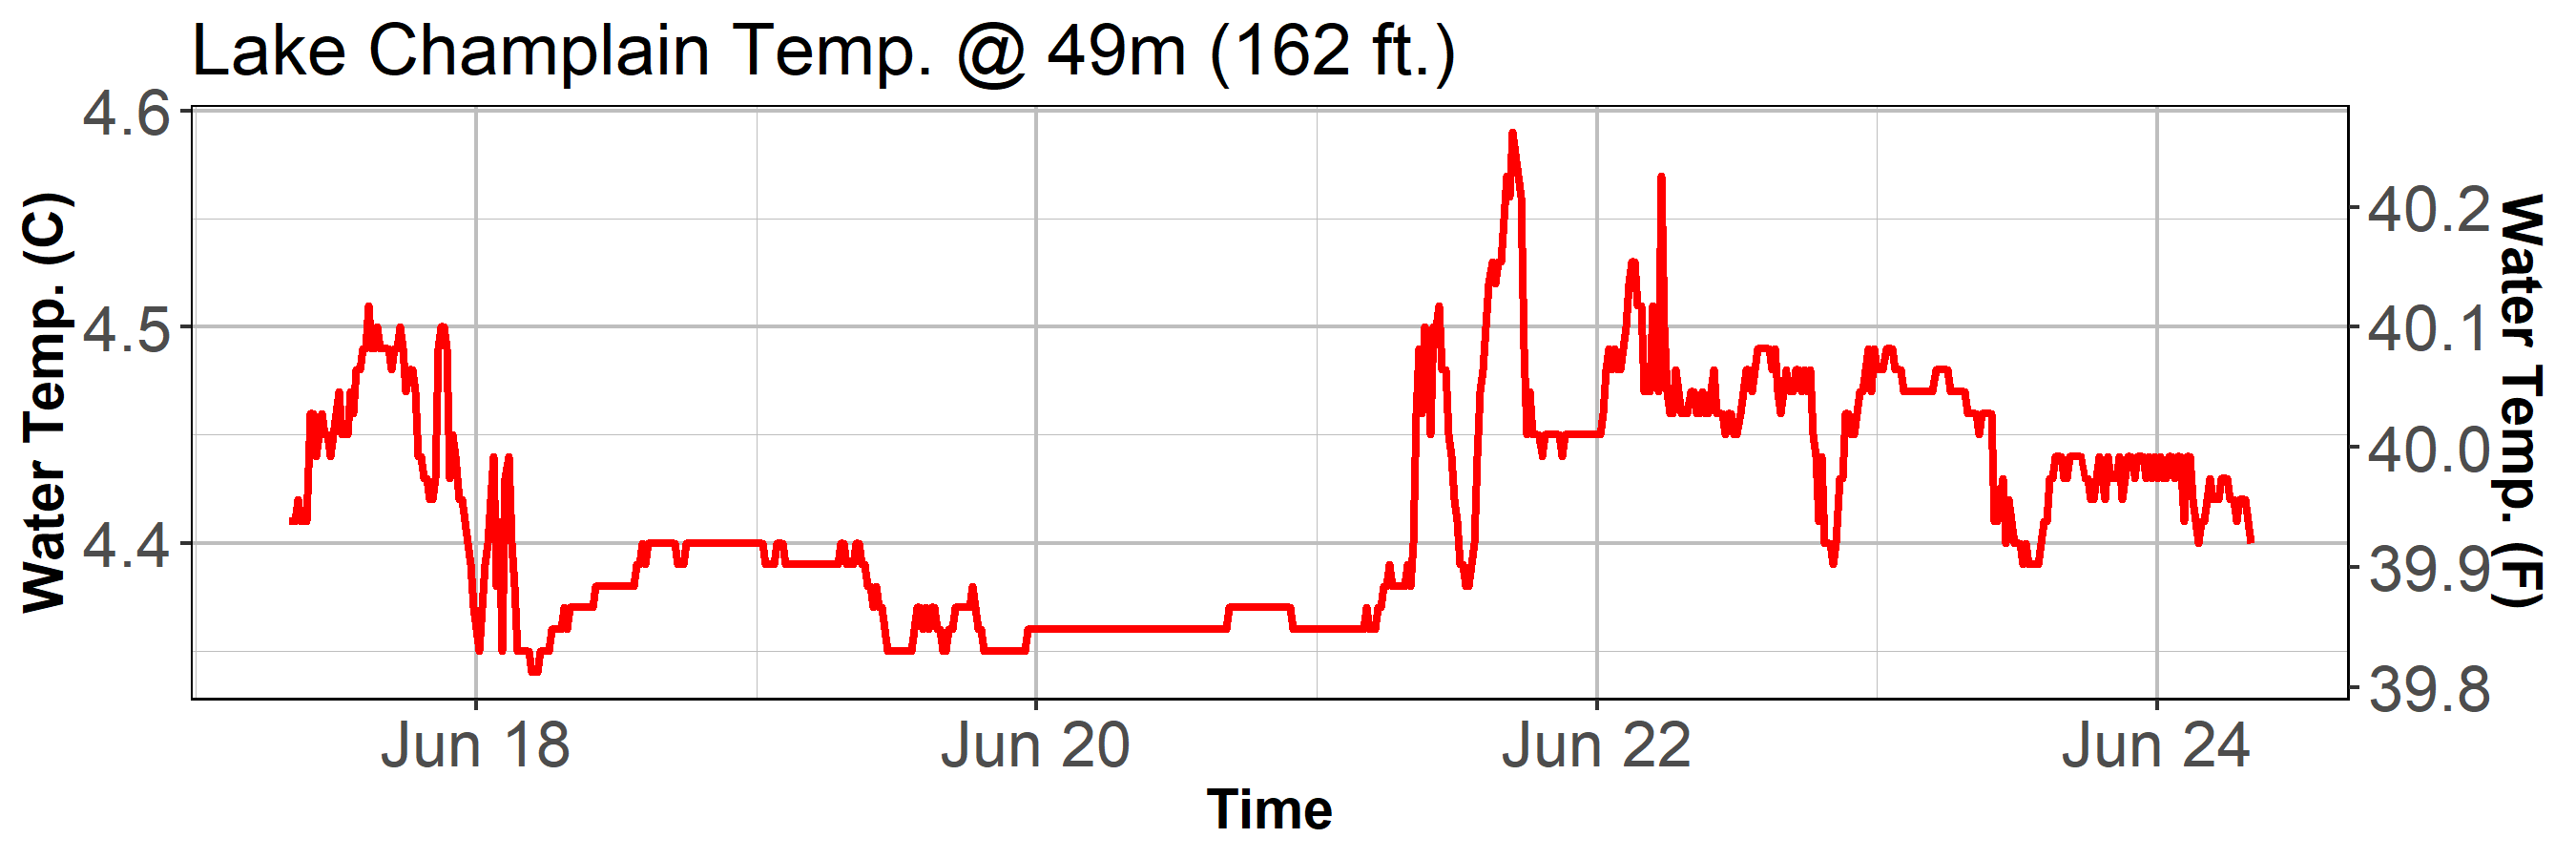 Lake Champlain Temp. @ 49m (162 ft.)
Water Temp. (C)
4.6
4.5
4.4
40.2
40.1
40.0
39.9
39.8
Water Temp. (F)
Jun 18 Jun 20 Jun 22 Jun 24
Time